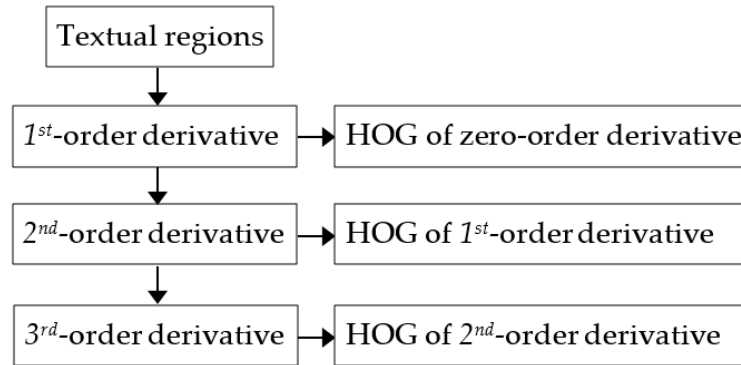 Textual regions
1st-order derivative
HOG of zero-order derivative
2nd-order derivative
HOG of 1st-order derivative
3rd-order derivative
HOG of 2nd-order derivative